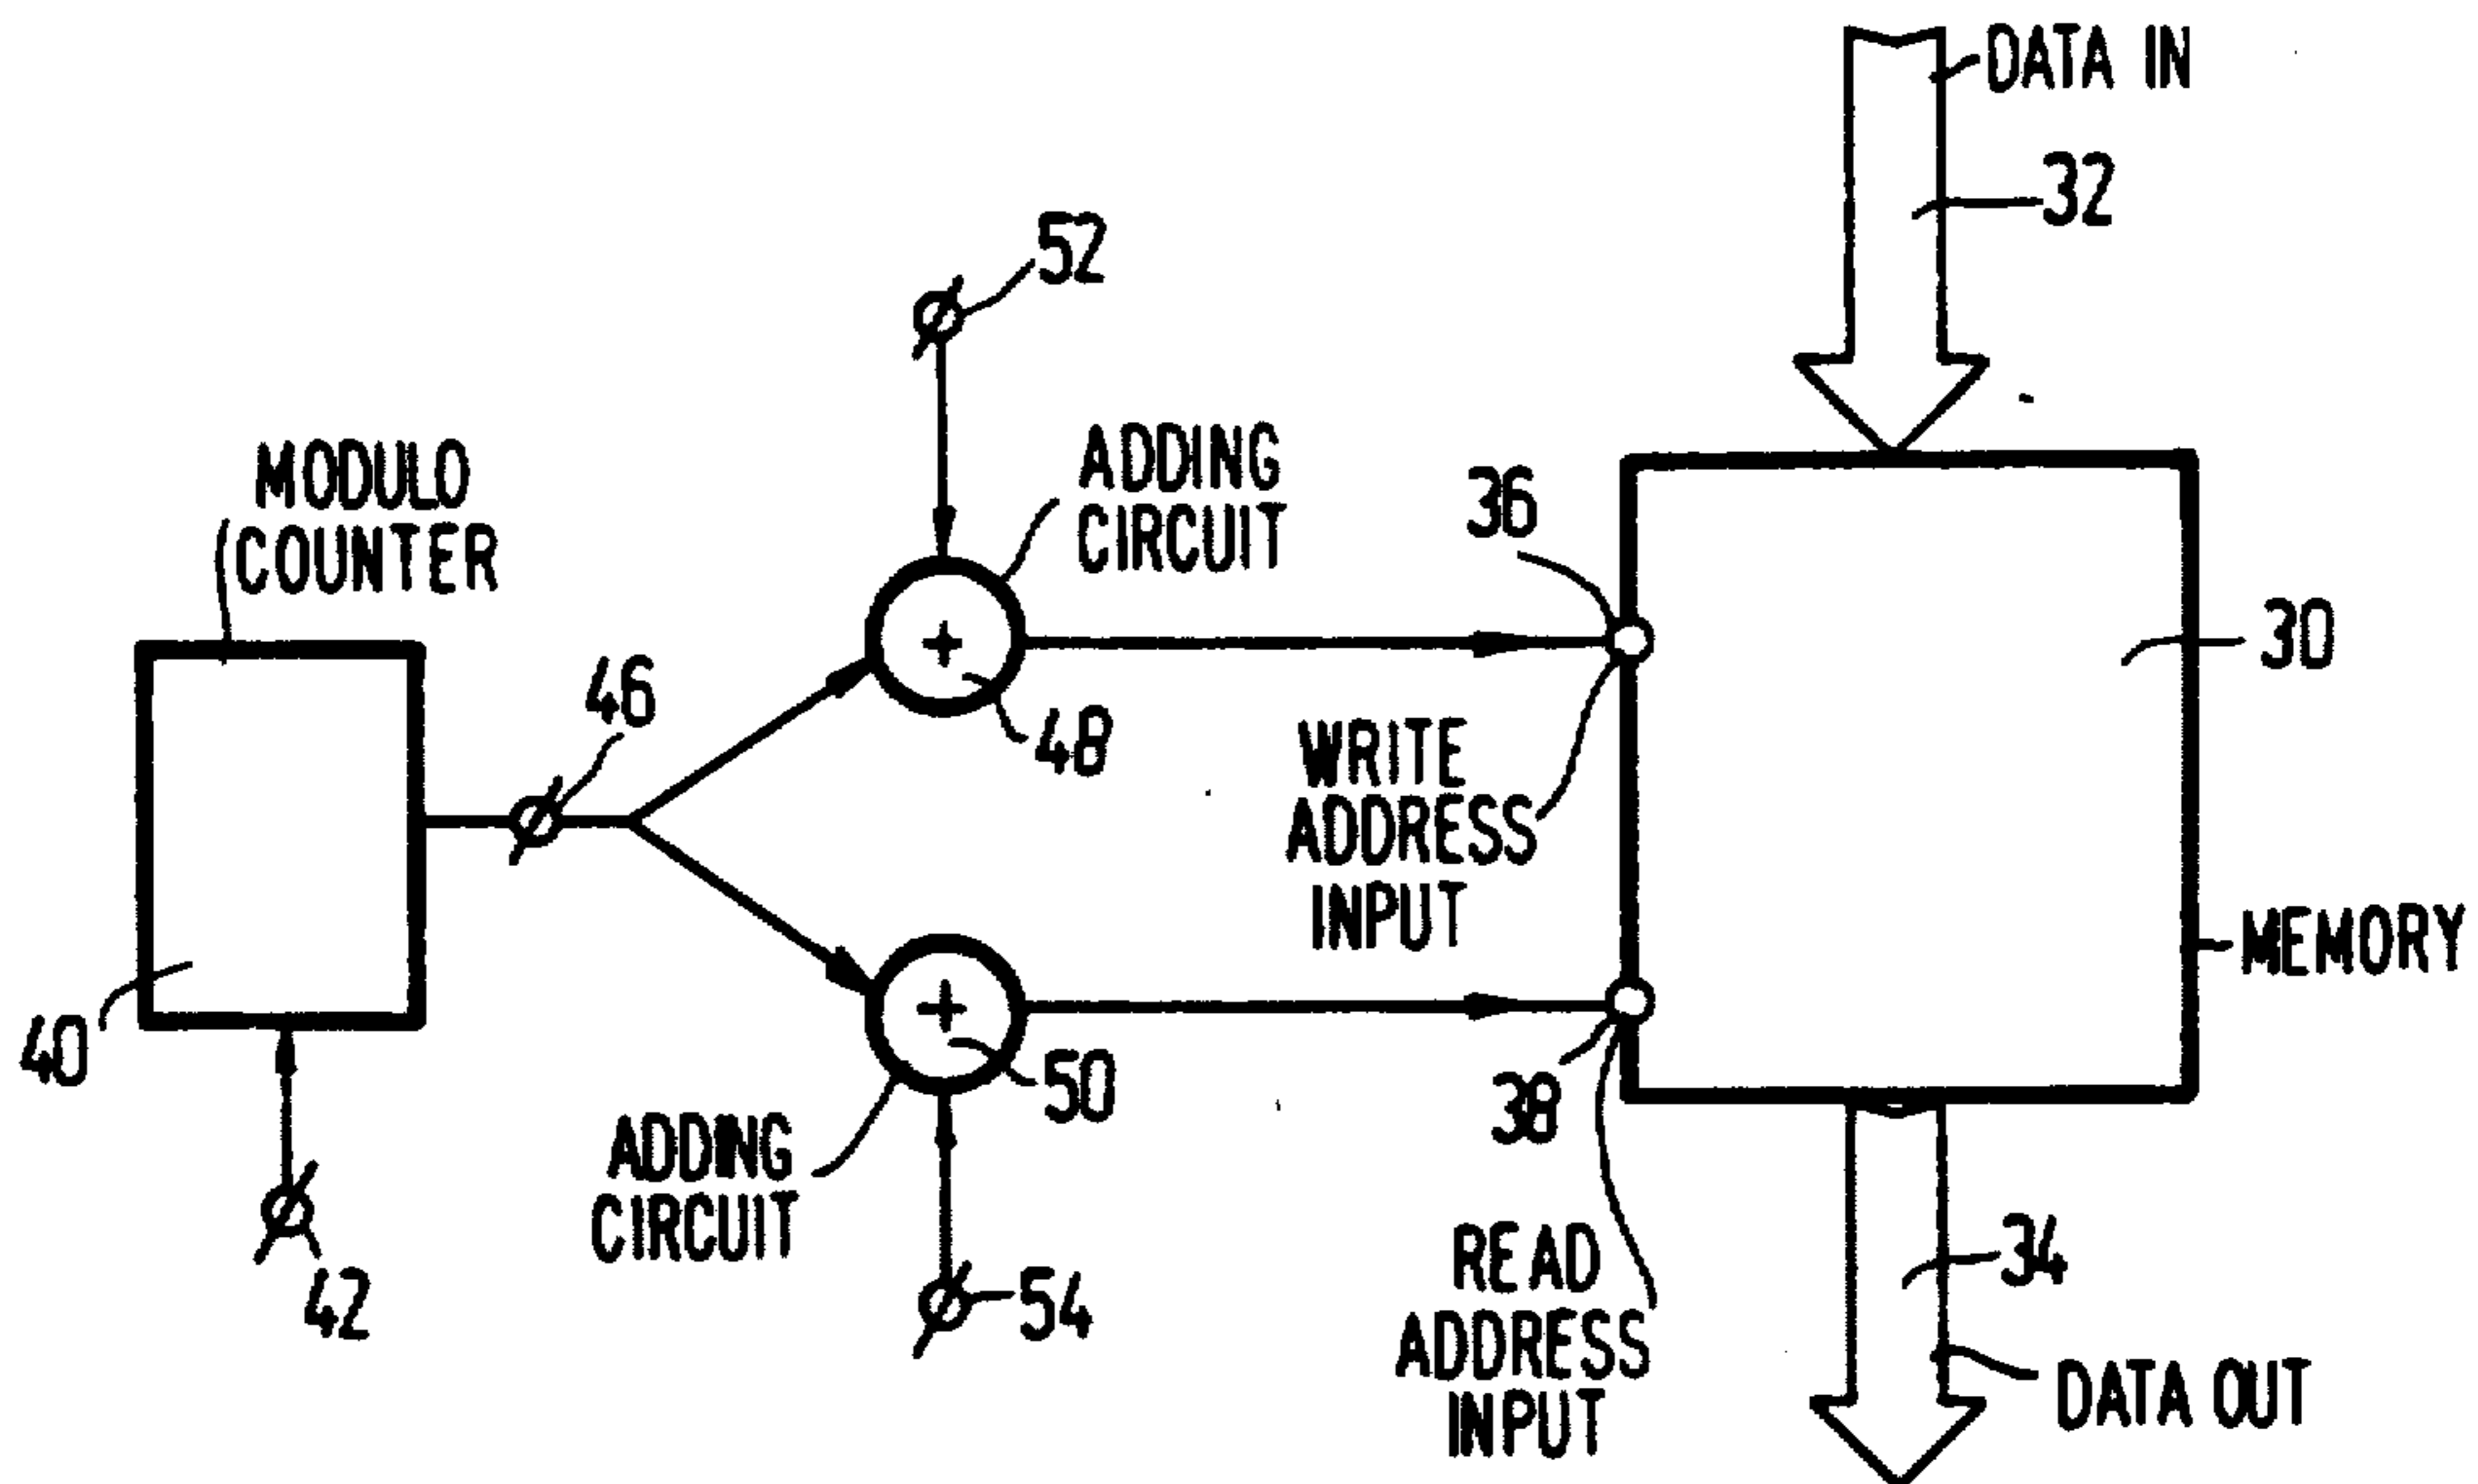 DATA IN
32
52
ADDING
CIRCUIT
36
MODULO
COUNTER
30
46
48
WRITE
ADDRESS
INPUT
MEMORY
40
50
38
ADDING
CIRCUIT
READ
ADDRESS
INPUT
34
42
54
DATA OUT